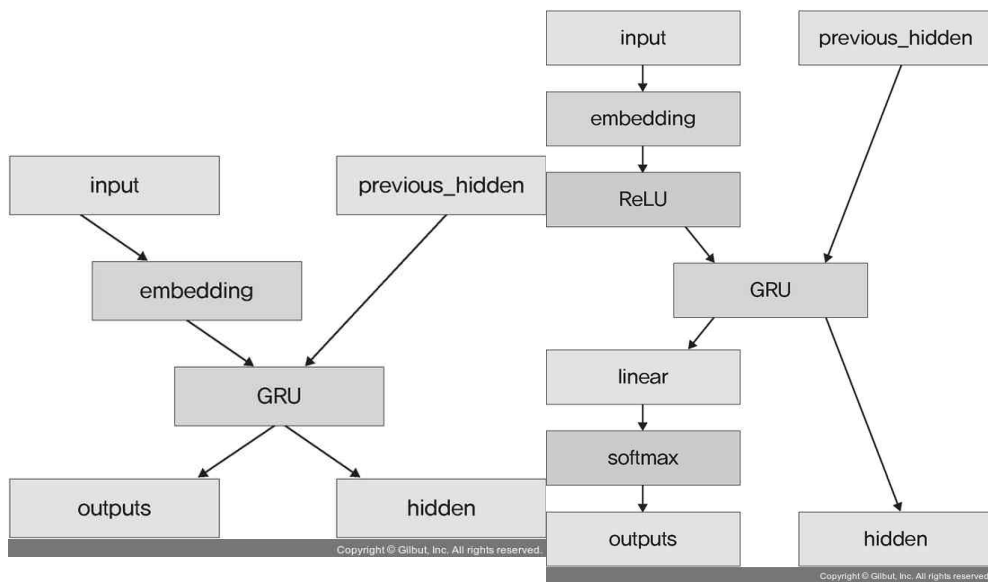 input
previous_hidden
embedding
GRU
outputs
hidden
Copyright © Gilbut, Inc. All rights reserved.
input
previous_hidden
embedding
ReLU
GRU
linear
softmax
outputs
hidden
Copyright © Gilbut, Inc. All rights reserved.